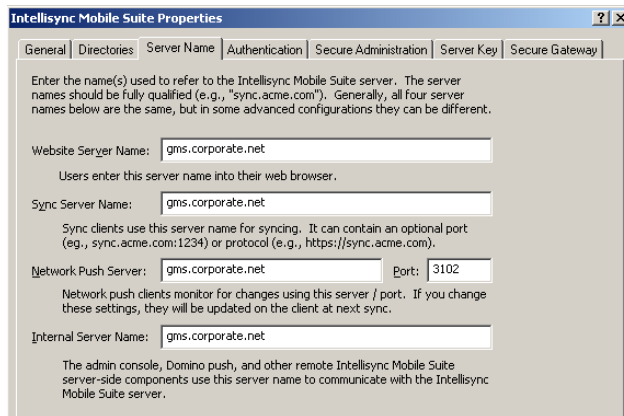 Intellisync Mobile Suite Properties
General Directories Server Name Authentication Secure Administration Server Key Secure Gateway
Enter the name(s) used to refer to the Intellisync Mobile Suite server. The server
names should be fully qualified (e.g., "sync.acme.com"). Generally, all four server
names below are the same, but in some advanced configurations they can be different.
Website Server Name: gms.corporate.net
Users enter this server name into their web browser.
Sync Server Name: gms.corporate.net
Sync clients use this server name for syncing. It can contain an optional port
(eg., sync.acme.com:1234) or protocol (e.g., https://sync.acme.com).
Network Push Server: gms.corporate.net Port: 3102
Network push clients monitor for changes using this server / port. If you change
these settings, they will be updated on the client at next sync.
Internal Server Name: gms.corporate.net
The admin console, Domino push, and other remote Intellisync Mobile Suite
server-side components use this server name to communicate with the Intellisync
Mobile Suite server.